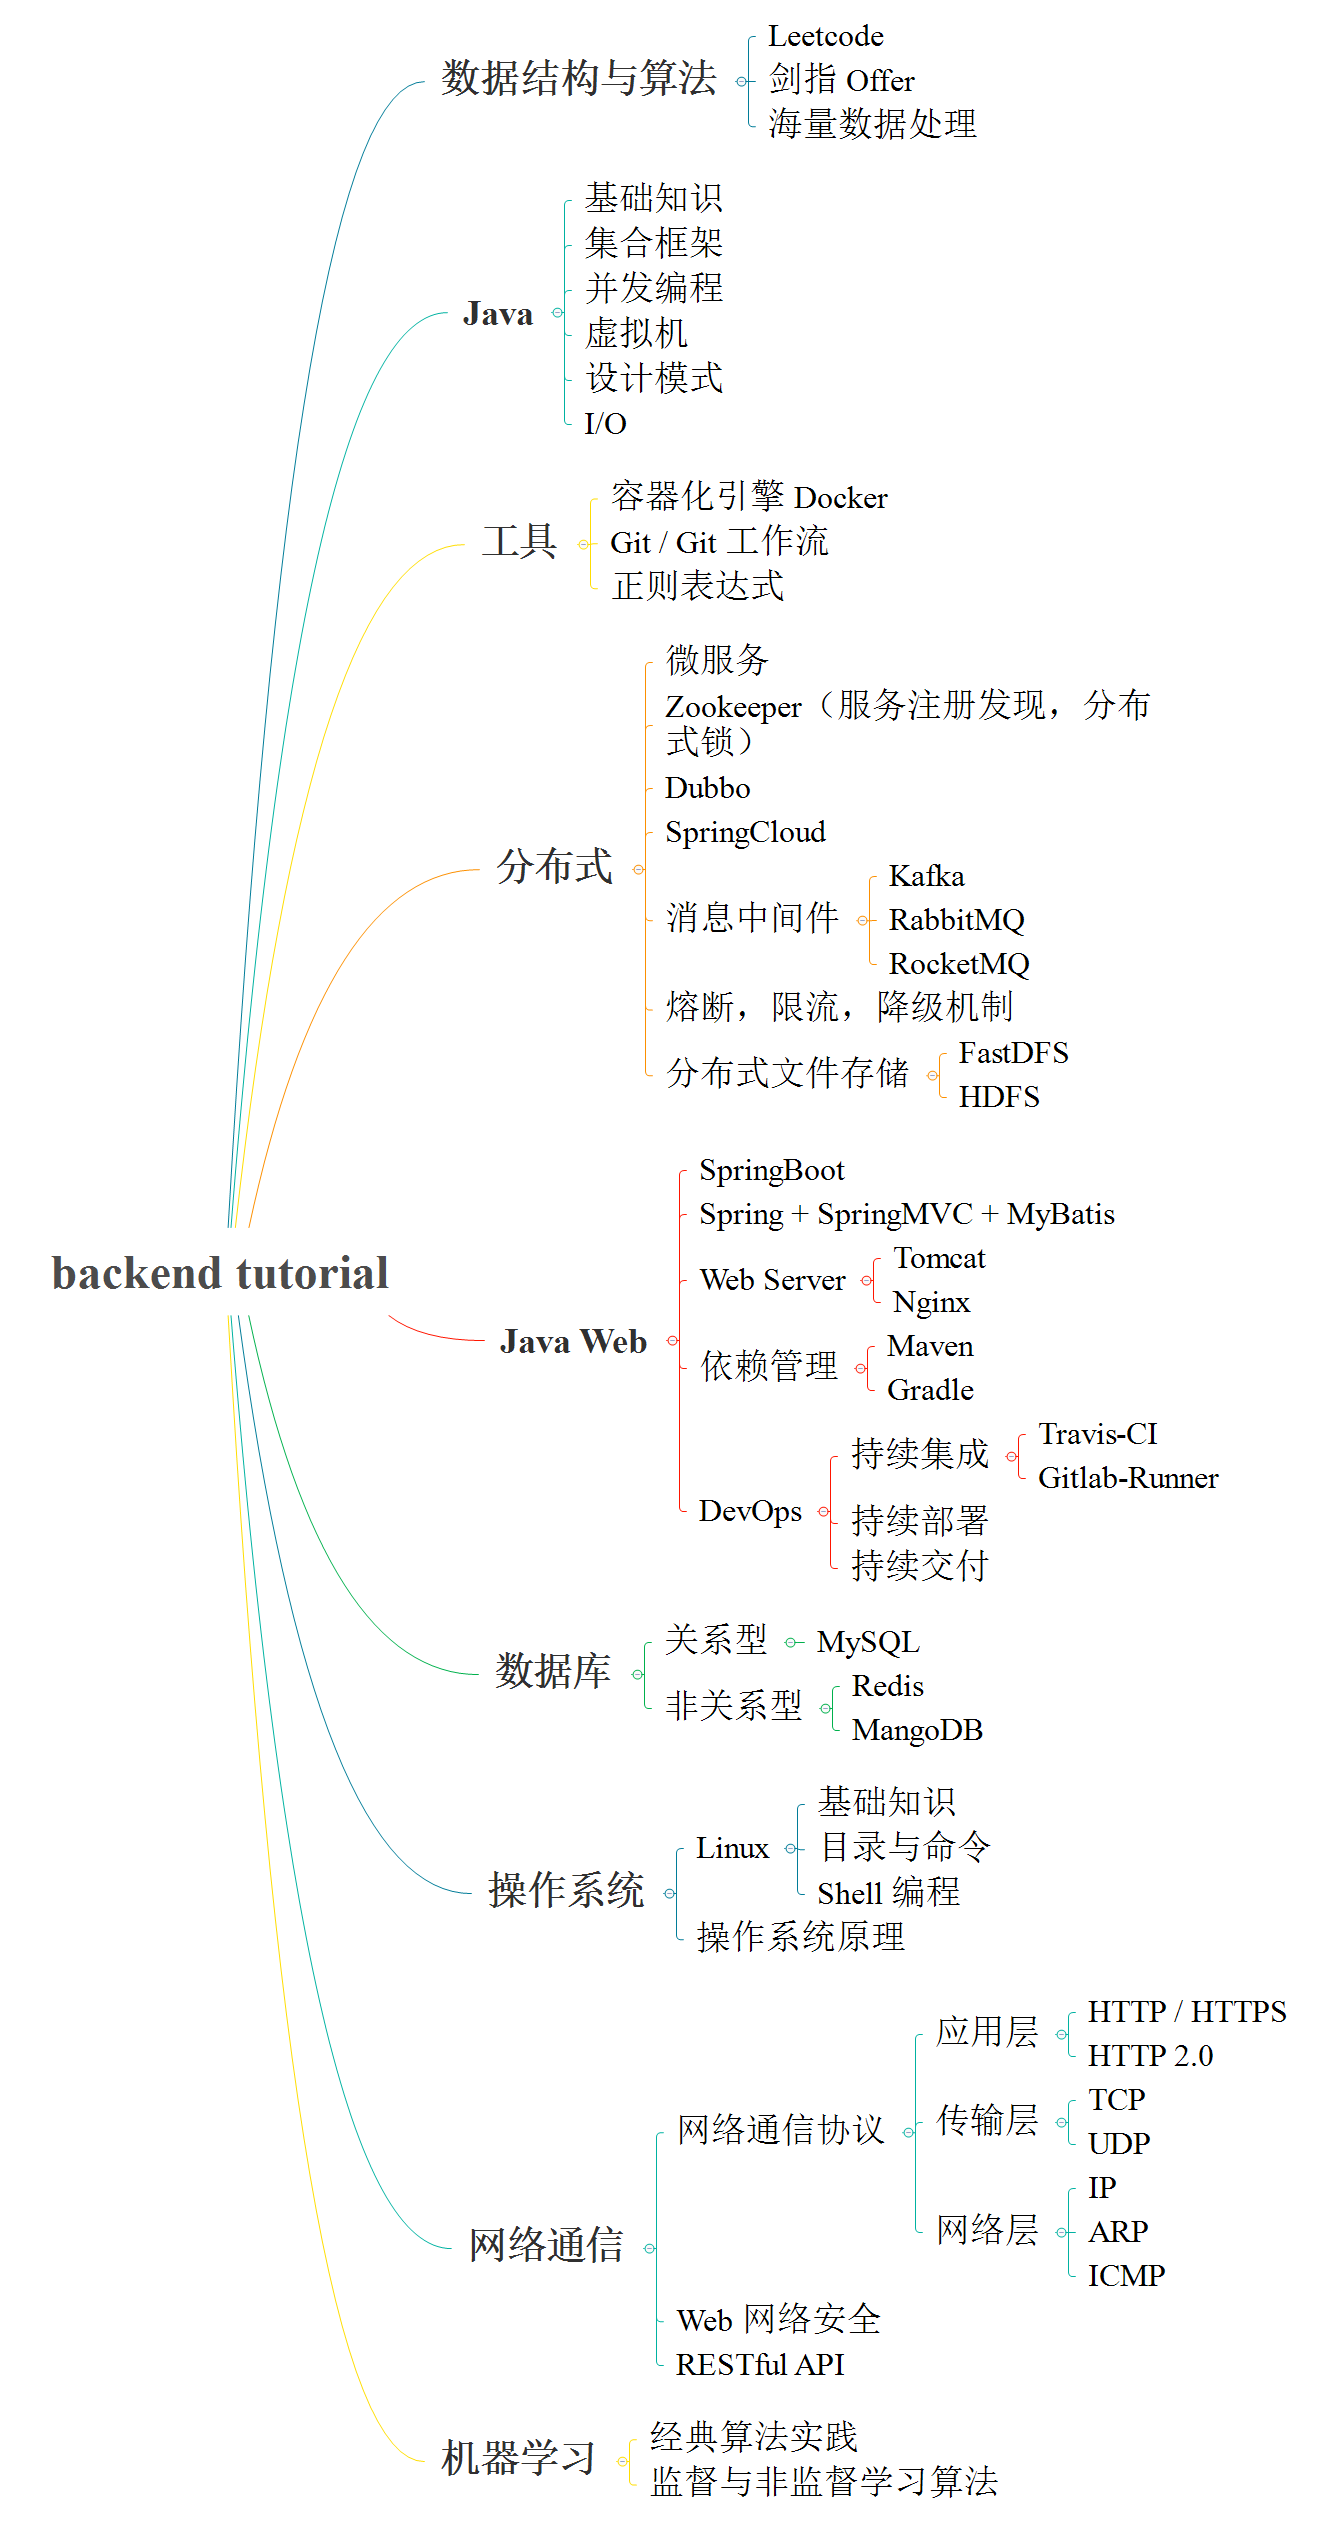 数据结构与算法
Leetcode
剑指 Offer
海量数据处理
Java
基础知识
集合框架
并发编程
虚拟机
设计模式
I/O
工具
容器化引擎 Docker
Git / Git 工作流
正则表达式
分布式
微服务
Zookeeper（服务注册发现，分布
式锁）
Dubbo
SpringCloud
消息中间件
Kafka
RabbitMQ
RocketMQ
熔断，限流，降级机制
分布式文件存储
FastDFS
HDFS
backend tutorial
Java Web
SpringBoot
Spring + SpringMVC + MyBatis
Web Server
Tomcat
Nginx
依赖管理
Maven
Gradle
DevOps
持续集成
Travis-CI
Gitlab-Runner
持续部署
持续交付
数据库
关系型
MySQL
非关系型
Redis
MangoDB
操作系统
Linux
基础知识
目录与命令
Shell 编程
操作系统原理
网络通信
网络通信协议
应用层
HTTP / HTTPS
HTTP 2.0
传输层
TCP
UDP
网络层
IP
ARP
ICMP
Web 网络安全
RESTful API
机器学习
经典算法实践
监督与非监督学习算法